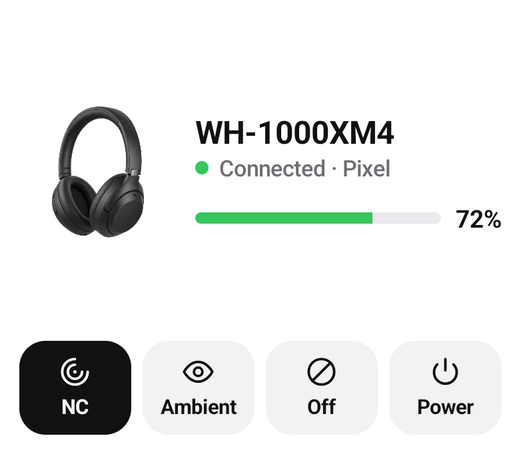 WH-1000XM4
Connected · Pixel
72%
NC
Ambient
Off
Power